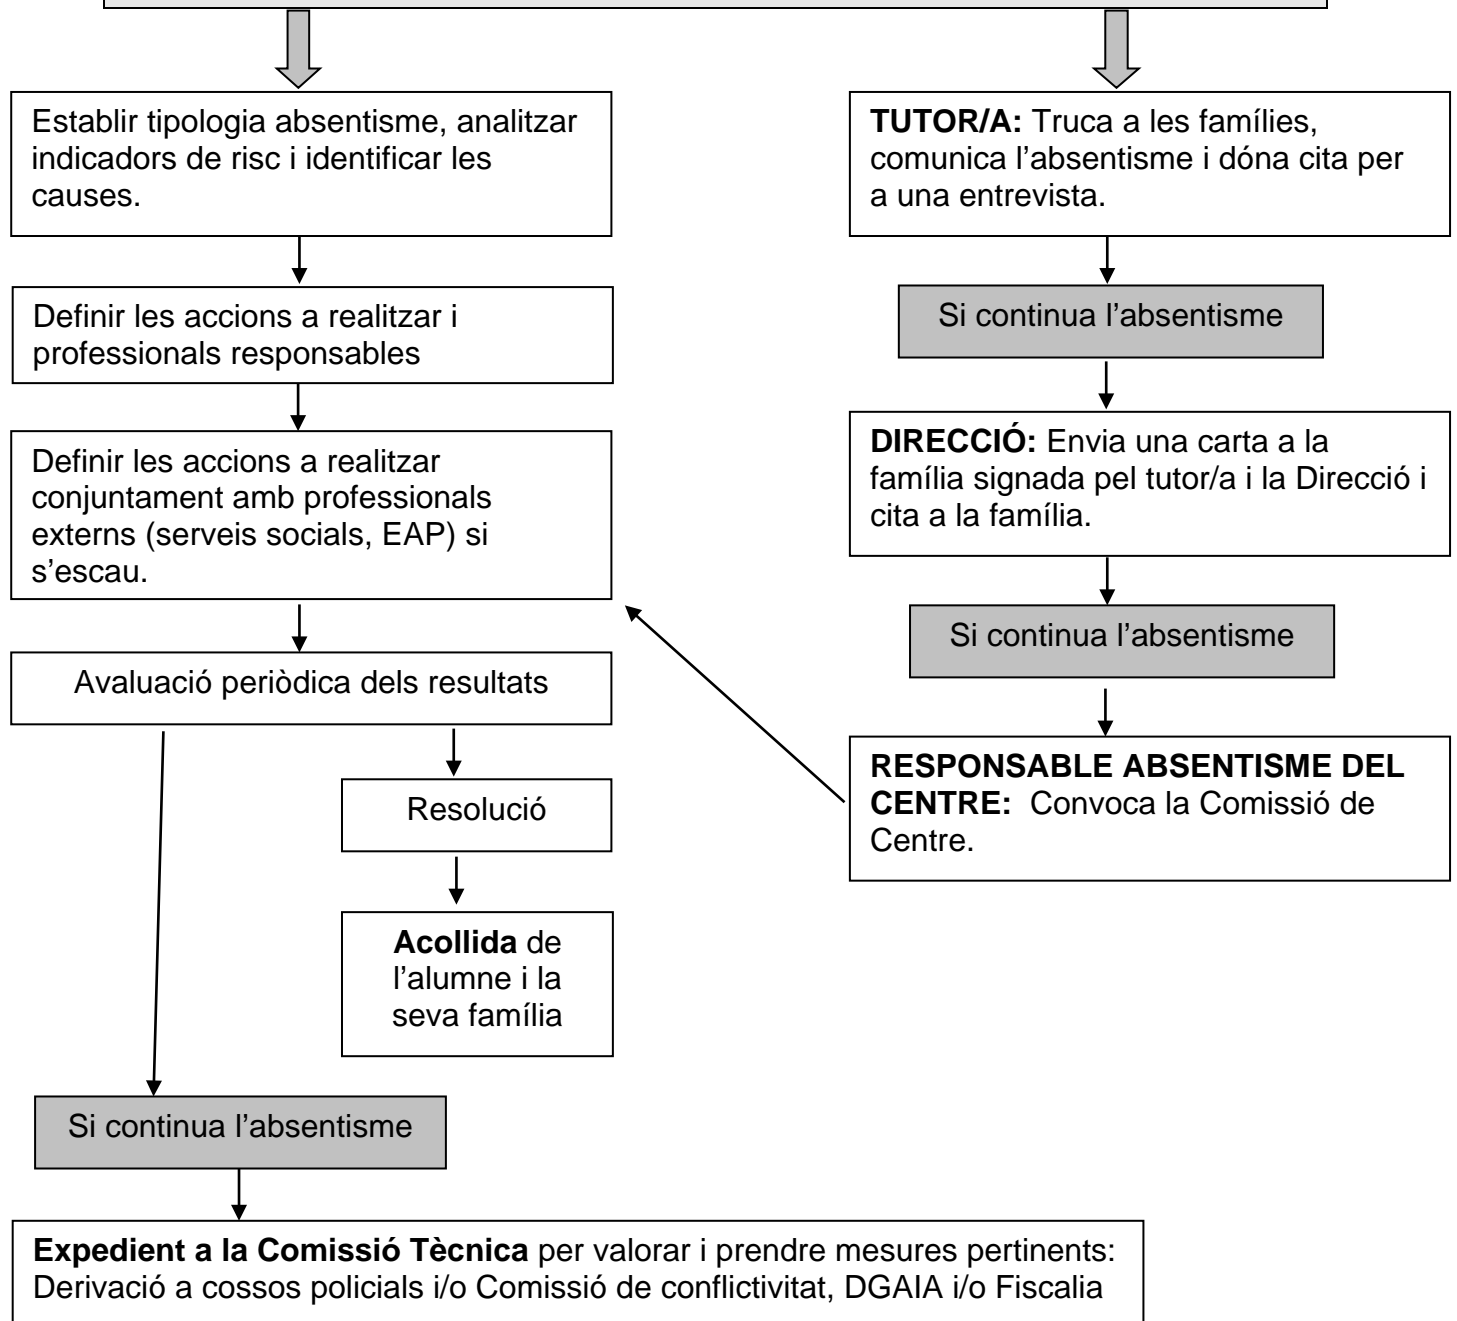 Establir tipologia absentisme, analitzar
indicadors de risc i identificar les
causes.
Definir les accions a realitzar i
professionals responsables
Definir les accions a realitzar
conjuntament amb professionals
externs (serveis socials, EAP) si
s’escau.
Avaluació periòdica dels resultats
Resolució
Acollida de
l’alumne i la
seva família
Si continua l’absentisme
Expedient a la Comissió Tècnica per valorar i prendre mesures pertinents:
Derivació a cossos policials i/o Comissió de conflictivitat, DGAIA i/o Fiscalia
TUTOR/A: Truca a les famílies,
comunica l’absentisme i dóna cita per
a una entrevista.
Si continua l’absentisme
DIRECCIÓ: Envia una carta a la
família signada pel tutor/a i la Direcció i
cita a la família.
Si continua l’absentisme
RESPONSABLE ABSENTISME DEL
CENTRE: Convoca la Comissió de
Centre.